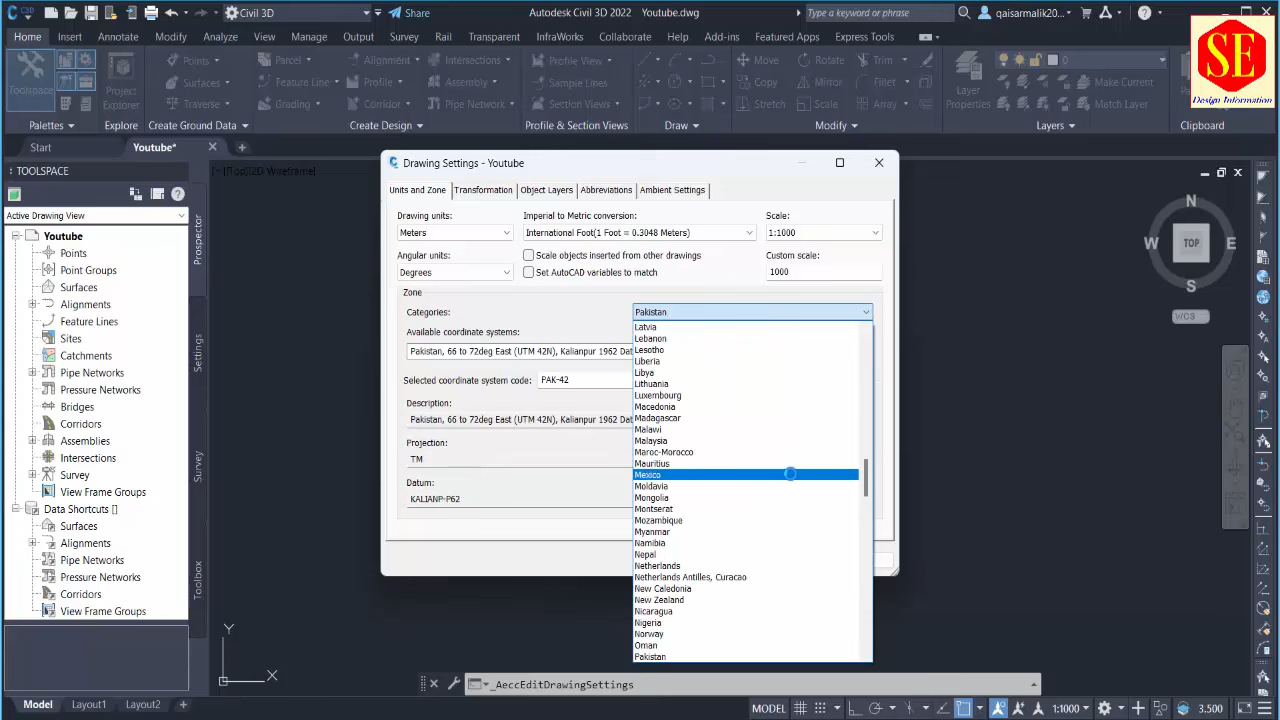 Civil 3D
Share
Autodesk Civil 3D 2022 Youtube.dwg
Type a keyword or phrase
qaisarmalik20...
SE
Design Information
Home Insert Annotate Modify Analyze View Manage Output Survey Rail
InfraWorks Collaborate Help Add-ins Featured Apps Express Tools
Toolspace
Project Explorer
Points
Surfaces
Traverse
Parcel
Feature Line
Grading
Alignment
Profile
Corridor
Intersections
Assembly
Pipe Network
Profile View
Sample Lines
Section Views
Move Rotate Trim
Copy Mirror Fillet
Stretch Scale Array
Layer Properties
0
Make Current
Match Layer
Palettes Explore Create Ground Data Create Design Profile & Section Views Draw Modify Layers Clipboard
Start Youtube*
[-][Top][2D Wireframe]
TOOLSPACE
Active Drawing View
Youtube
Points
Point Groups
Surfaces
Alignments
Feature Lines
Sites
Catchments
Pipe Networks
Pressure Networks
Bridges
Corridors
Assemblies
Intersections
Survey
View Frame Groups
Data Shortcuts []
Surfaces
Alignments
Pipe Networks
Pressure Networks
Corridors
View Frame Groups
Prospector
Settings
Survey
Toolbox
Drawing Settings - Youtube
Units and Zone Transformation Object Layers Abbreviations Ambient Settings
Drawing units: Imperial to Metric conversion: Scale:
Meters International Foot(1 Foot = 0.3048 Meters) 1:1000
Angular units: Scale objects inserted from other drawings Custom scale:
Degrees Set AutoCAD variables to match 1000
Zone
Categories: Pakistan
Available coordinate systems:
Pakistan, 66 to 72deg East (UTM 42N), Kalianpur 1962 Dat
Selected coordinate system code: PAK-42
Description:
Pakistan, 66 to 72deg East (UTM 42N), Kalianpur 1962 Dat
Projection:
TM
Datum:
KALIANP-P62
Latvia
Lebanon
Lesotho
Liberia
Libya
Lithuania
Luxembourg
Macedonia
Madagascar
Malawi
Malaysia
Maroc-Morocco
Mauritius
Mexico
Moldavia
Mongolia
Montserat
Mozambique
Myanmar
Namibia
Nepal
Netherlands
Netherlands Antilles, Curacao
New Caledonia
New Zealand
Nicaragua
Nigeria
Norway
Oman
Pakistan
N
W TOP E
S
WCS
Y
X
_AeccEditDrawingSettings
Model Layout1 Layout2
MODEL 1:1000 3.500